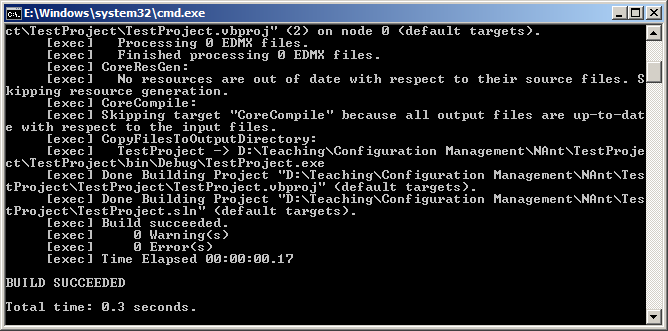 E:\Windows\system32\cmd.exe
ct\TestProject\TestProject.vbproj" (2) on node 0 (default targets).
[exec]   Processing 0 EDMX files.
[exec]   Finished processing 0 EDMX files.
[exec] CoreResGen:
[exec]   No resources are out of date with respect to their source files. S
kipping resource generation.
[exec] CoreCompile:
[exec] Skipping target "CoreCompile" because all output files are up-to-dat
e with respect to the input files.
[exec] CopyFilesToOutputDirectory:
[exec]   TestProject -> D:\Teaching\Configuration Management\NAnt\TestProje
ct\TestProject\bin\Debug\TestProject.exe
[exec] Done Building Project "D:\Teaching\Configuration Management\NAnt\Tes
tProject\TestProject\TestProject.vbproj" (default targets).
[exec] Done Building Project "D:\Teaching\Configuration Management\NAnt\Tes
tProject\TestProject.sln" (default targets).
[exec] Build succeeded.
[exec]     0 Warning(s)
[exec]     0 Error(s)
[exec] Time Elapsed 00:00:00.17
BUILD SUCCEEDED
Total time: 0.3 seconds.